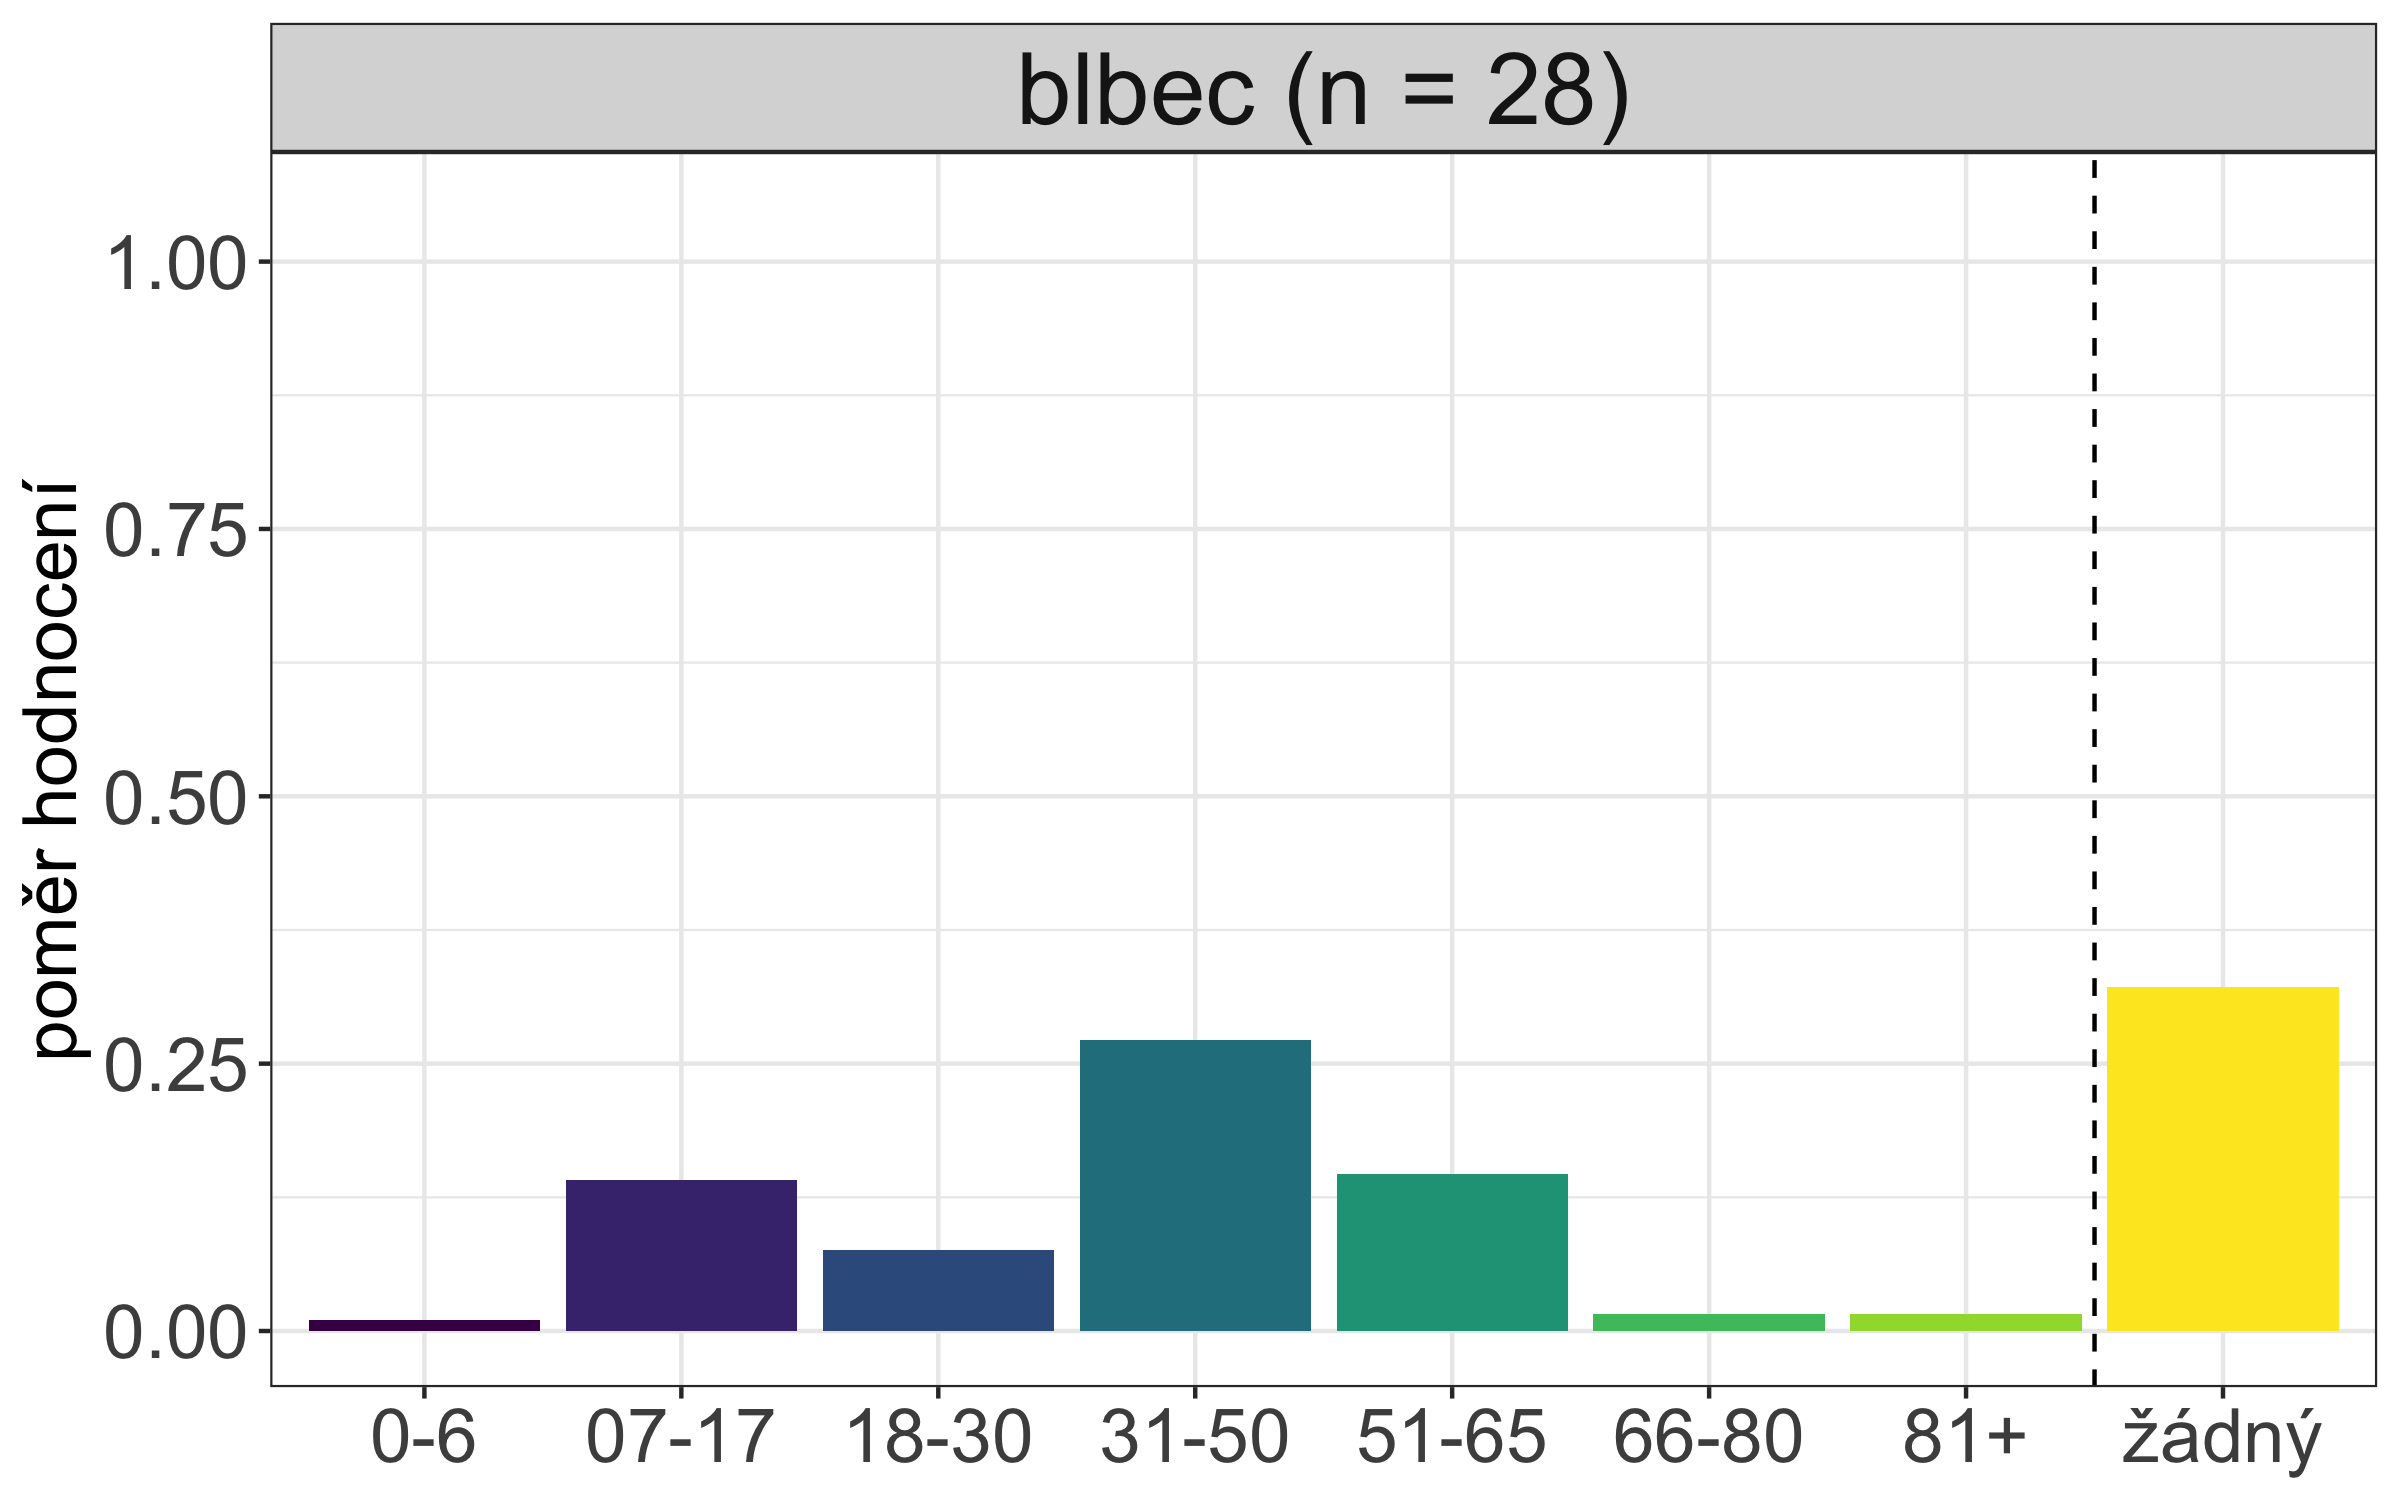 blbec (n = 28)
poměr hodnocení
1.00
0.75
0.50
0.25
0.00
0-6 07-17 18-30 31-50 51-65 66-80 81+ žádný